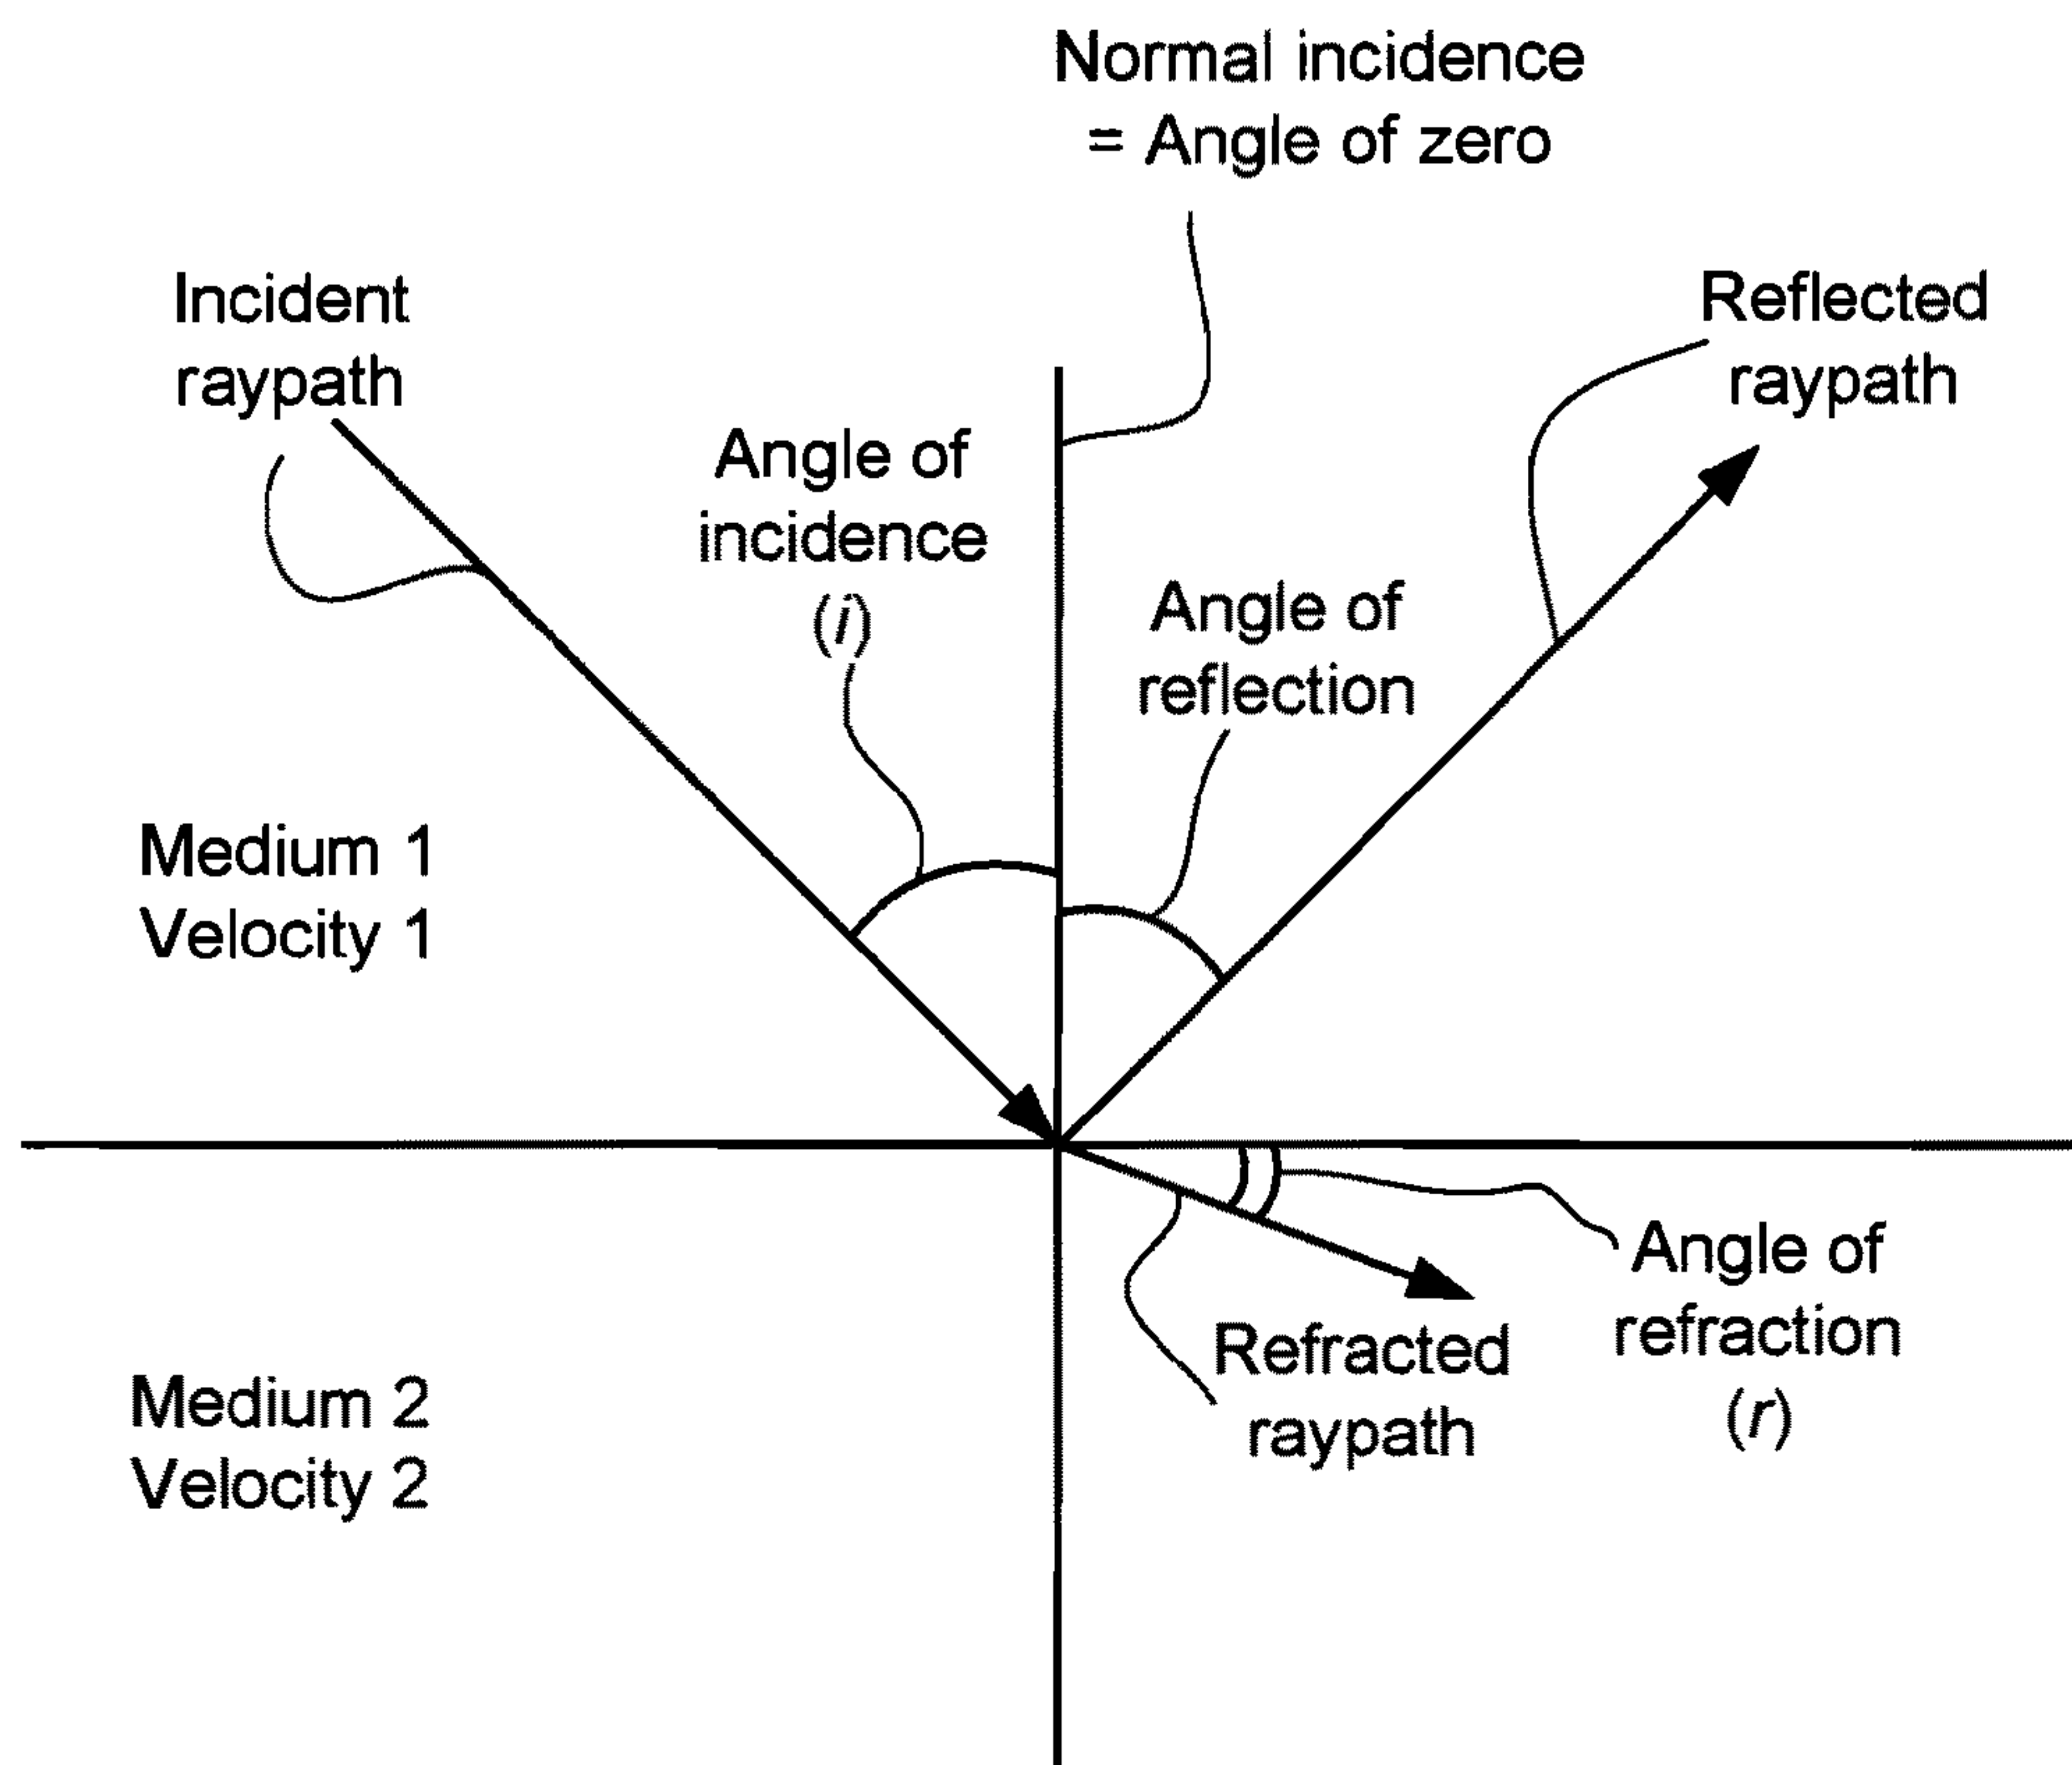 Normal incidence
= Angle of zero
Incident
raypath
Reflected
raypath
Angle of
incidence
(i)
Angle of
reflection
Medium 1
Velocity 1
Angle of
refraction
(r)
Refracted
raypath
Medium 2
Velocity 2